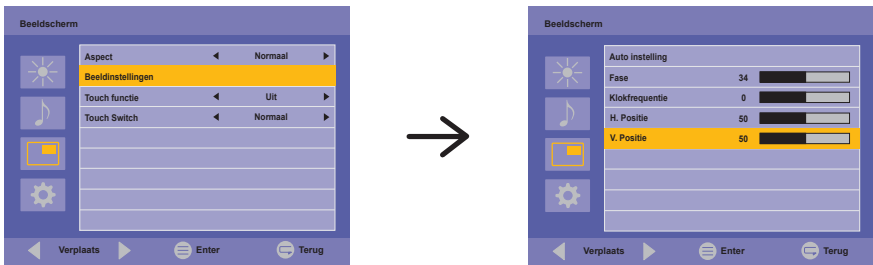 Beeldscherm
Aspect Normaal
Beeldinstellingen
Touch functie Uit
Touch Switch Normaal
Verplaats Enter Terug
Beeldscherm
Auto instelling
Fase 34
Klokfrequentie 0
H. Positie 50
V. Positie 50
Verplaats Enter Terug